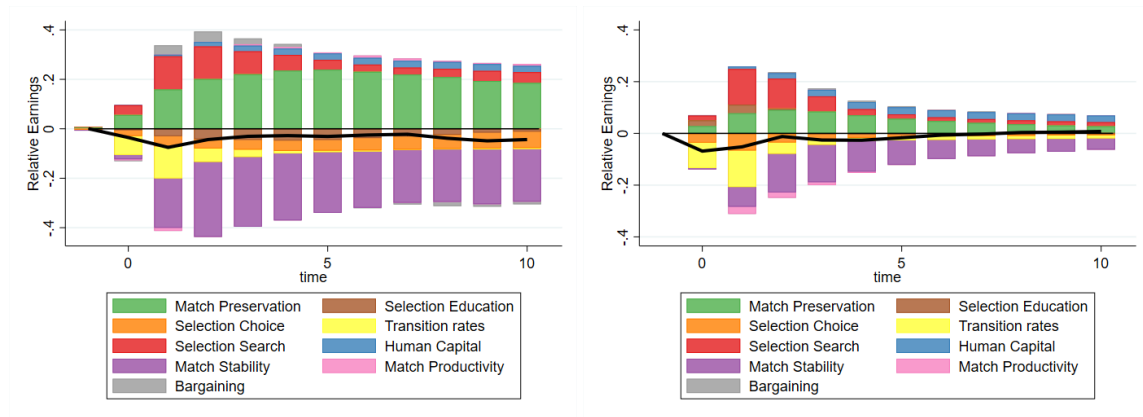 Relative Earnings
.4
.2
0
-.2
-.4
0
5
10
time
Match Preservation
Selection Education
Selection Choice
Transition rates
Selection Search
Human Capital
Match Stability
Match Productivity
Bargaining
Relative Earnings
.4
.2
0
-.2
-.4
0
5
10
time
Match Preservation
Selection Education
Selection Choice
Transition rates
Selection Search
Human Capital
Match Stability
Match Productivity
Bargaining